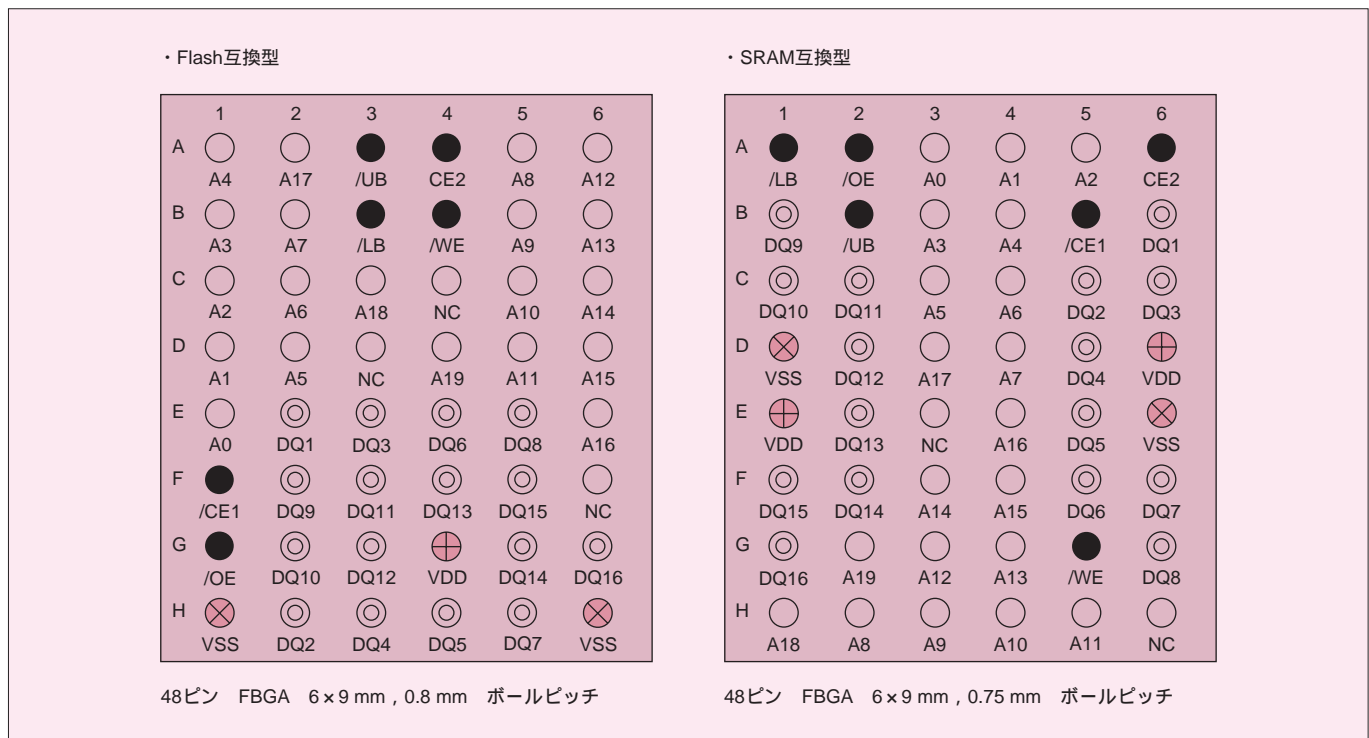 ・Flash互換型
1 2 3 4 5 6
A
A4 A17 /UB CE2 A8 A12
B
A3 A7 /LB /WE A9 A13
C
A2 A6 A18 NC A10 A14
D
A1 A5 NC A19 A11 A15
E
A0 DQ1 DQ3 DQ6 DQ8 A16
F
/CE1 DQ9 DQ11 DQ13 DQ15 NC
G
/OE DQ10 DQ12 VDD DQ14 DQ16
H
VSS DQ2 DQ4 DQ5 DQ7 VSS
48ピン FBGA 6×9 mm , 0.8 mm ボールピッチ
・SRAM互換型
1 2 3 4 5 6
A
/LB /OE A0 A1 A2 CE2
B
DQ9 /UB A3 A4 /CE1 DQ1
C
DQ10 DQ11 A5 A6 DQ2 DQ3
D
VSS DQ12 A17 A7 DQ4 VDD
E
VDD DQ13 NC A16 DQ5 VSS
F
DQ15 DQ14 A14 A15 DQ6 DQ7
G
DQ16 A19 A12 A13 /WE DQ8
H
A18 A8 A9 A10 A11 NC
48ピン FBGA 6×9 mm , 0.75 mm ボールピッチ